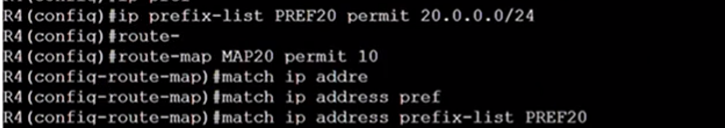 R4(config)#ip prefix-list PREF20 permit 20.0.0.0/24
R4(config)#route-
R4(config)#route-map MAP20 permit 10
R4(config-route-map)#match ip addre
R4(config-route-map)#match ip address pref
R4(config-route-map)#match ip address prefix-list PREF20